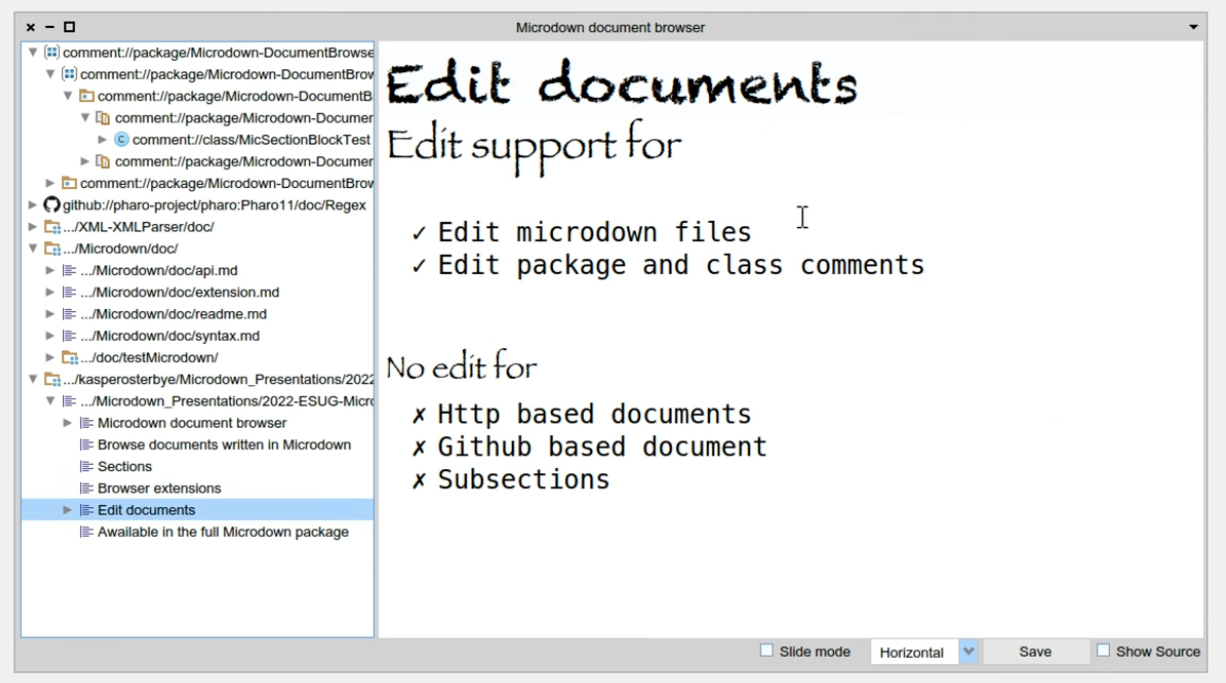 Microdown document browser
comment://package/Microdown-DocumentBrowse
comment://package/Microdown-DocumentBrow
comment://package/Microdown-DocumentB
comment://package/Microdown-Documer
comment://class/MicSectionBlockTest
comment://package/Microdown-Documer
comment://package/Microdown-DocumentBrow
github://pharo-project/pharo:Pharo11/doc/Regex
.../XML-XMLParser/doc/
.../Microdown/doc/
.../Microdown/doc/api.md
.../Microdown/doc/extension.md
.../Microdown/doc/readme.md
.../Microdown/doc/syntax.md
.../doc/testMicrodown/
.../kasperosterbye/Microdown_Presentations/2022
.../Microdown_Presentations/2022-ESUG-Micro
Microdown document browser
Browse documents written in Microdown
Sections
Browser extensions
Edit documents
Awailable in the full Microdown package
Edit documents
Edit support for
✓ Edit microdown files
✓ Edit package and class comments
No edit for
✗ Http based documents
✗ Github based document
✗ Subsections
Slide mode Horizontal Save Show Source